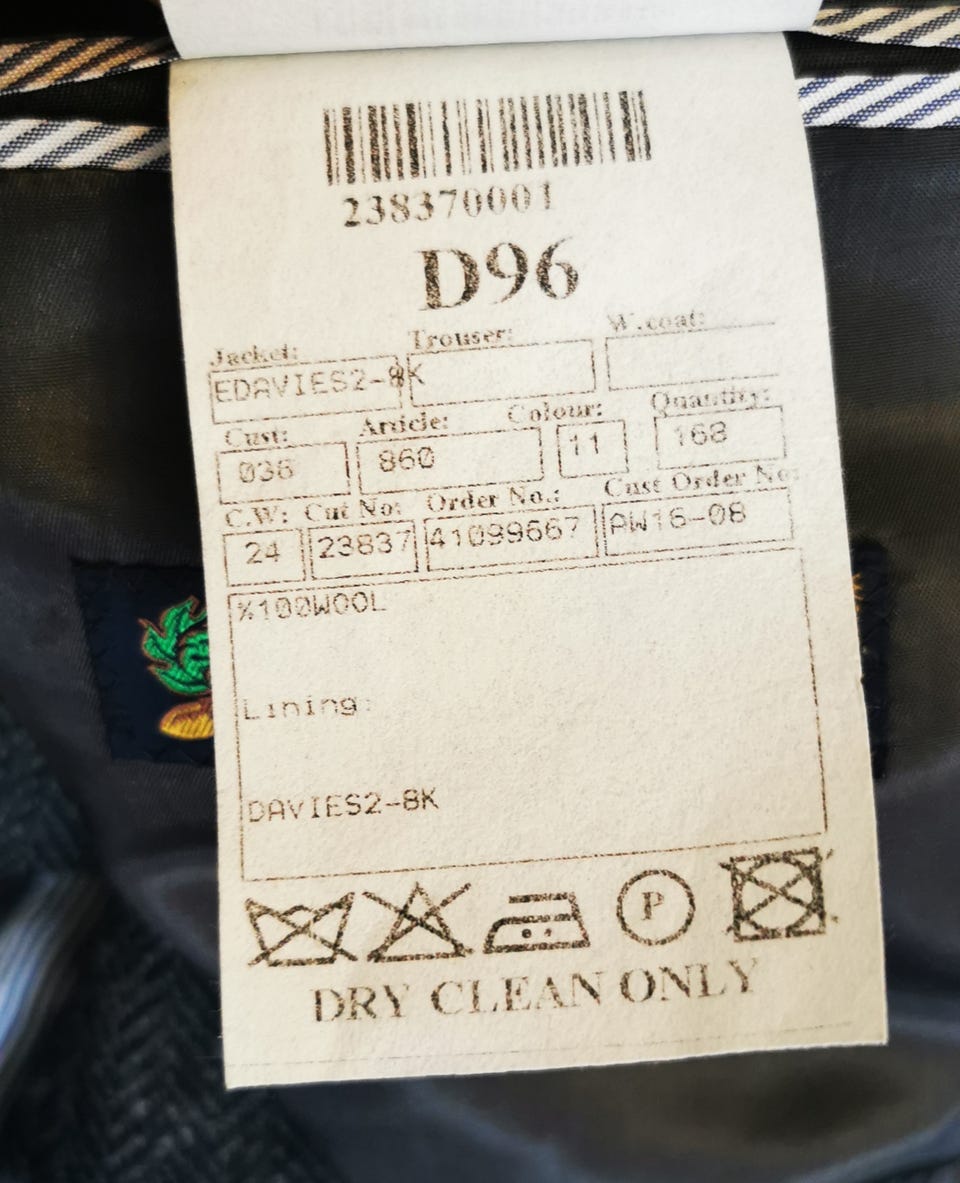 238370001
D96
Jacket: Trouser: W.coat:
EDAVIES2-8K
Cust: Article: Colour: Quantity:
036 860 11 168
C.W: Cut No: Order No.: Cust Order No:
24 23837 41099667 AW16-08
%100WOOL
Lining:
DAVIES2-8K
P
DRY CLEAN ONLY